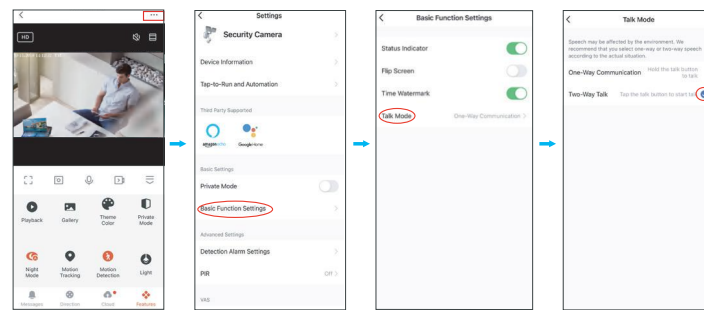 HD
Playback
Gallery
Theme Color
Private Mode
Night Mode
Motion Tracking
Motion Detection
Light
Messages
Direction
Cloud
Features
Settings
Security Camera
Device Information
Tap-to-Run and Automation
Third Party Supported
Google Home
Basic Settings
Private Mode
Basic Function Settings
Advanced Settings
Detection Alarm Settings
PIR Off
VAS
Basic Function Settings
Status Indicator
Flip Screen
Time Watermark
Talk Mode One-Way Communication
Talk Mode
Speech may be affected by the environment. We
recommend that you select one-way or two-way speech
according to the actual situation.
One-Way Communication Hold the talk button
to talk
Two-Way Talk Tap the talk button to start